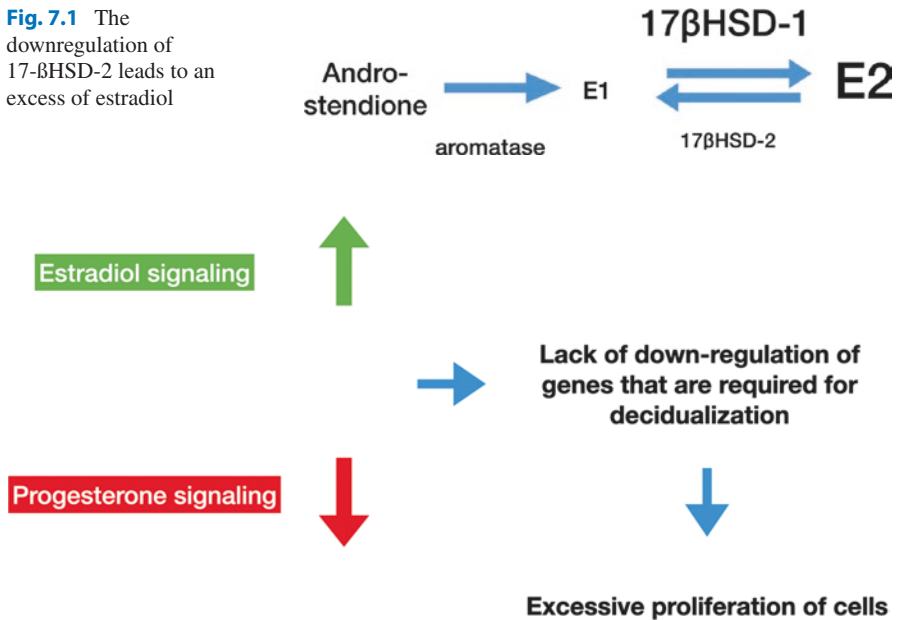 Fig. 7.1 The
downregulation of
17-ßHSD-2 leads to an
excess of estradiol
17βHSD-1
Andro-
stendione
E1
E2
aromatase
17βHSD-2
Estradiol signaling
Lack of down-regulation of
genes that are required for
decidualization
Progesterone signaling
Excessive proliferation of cells